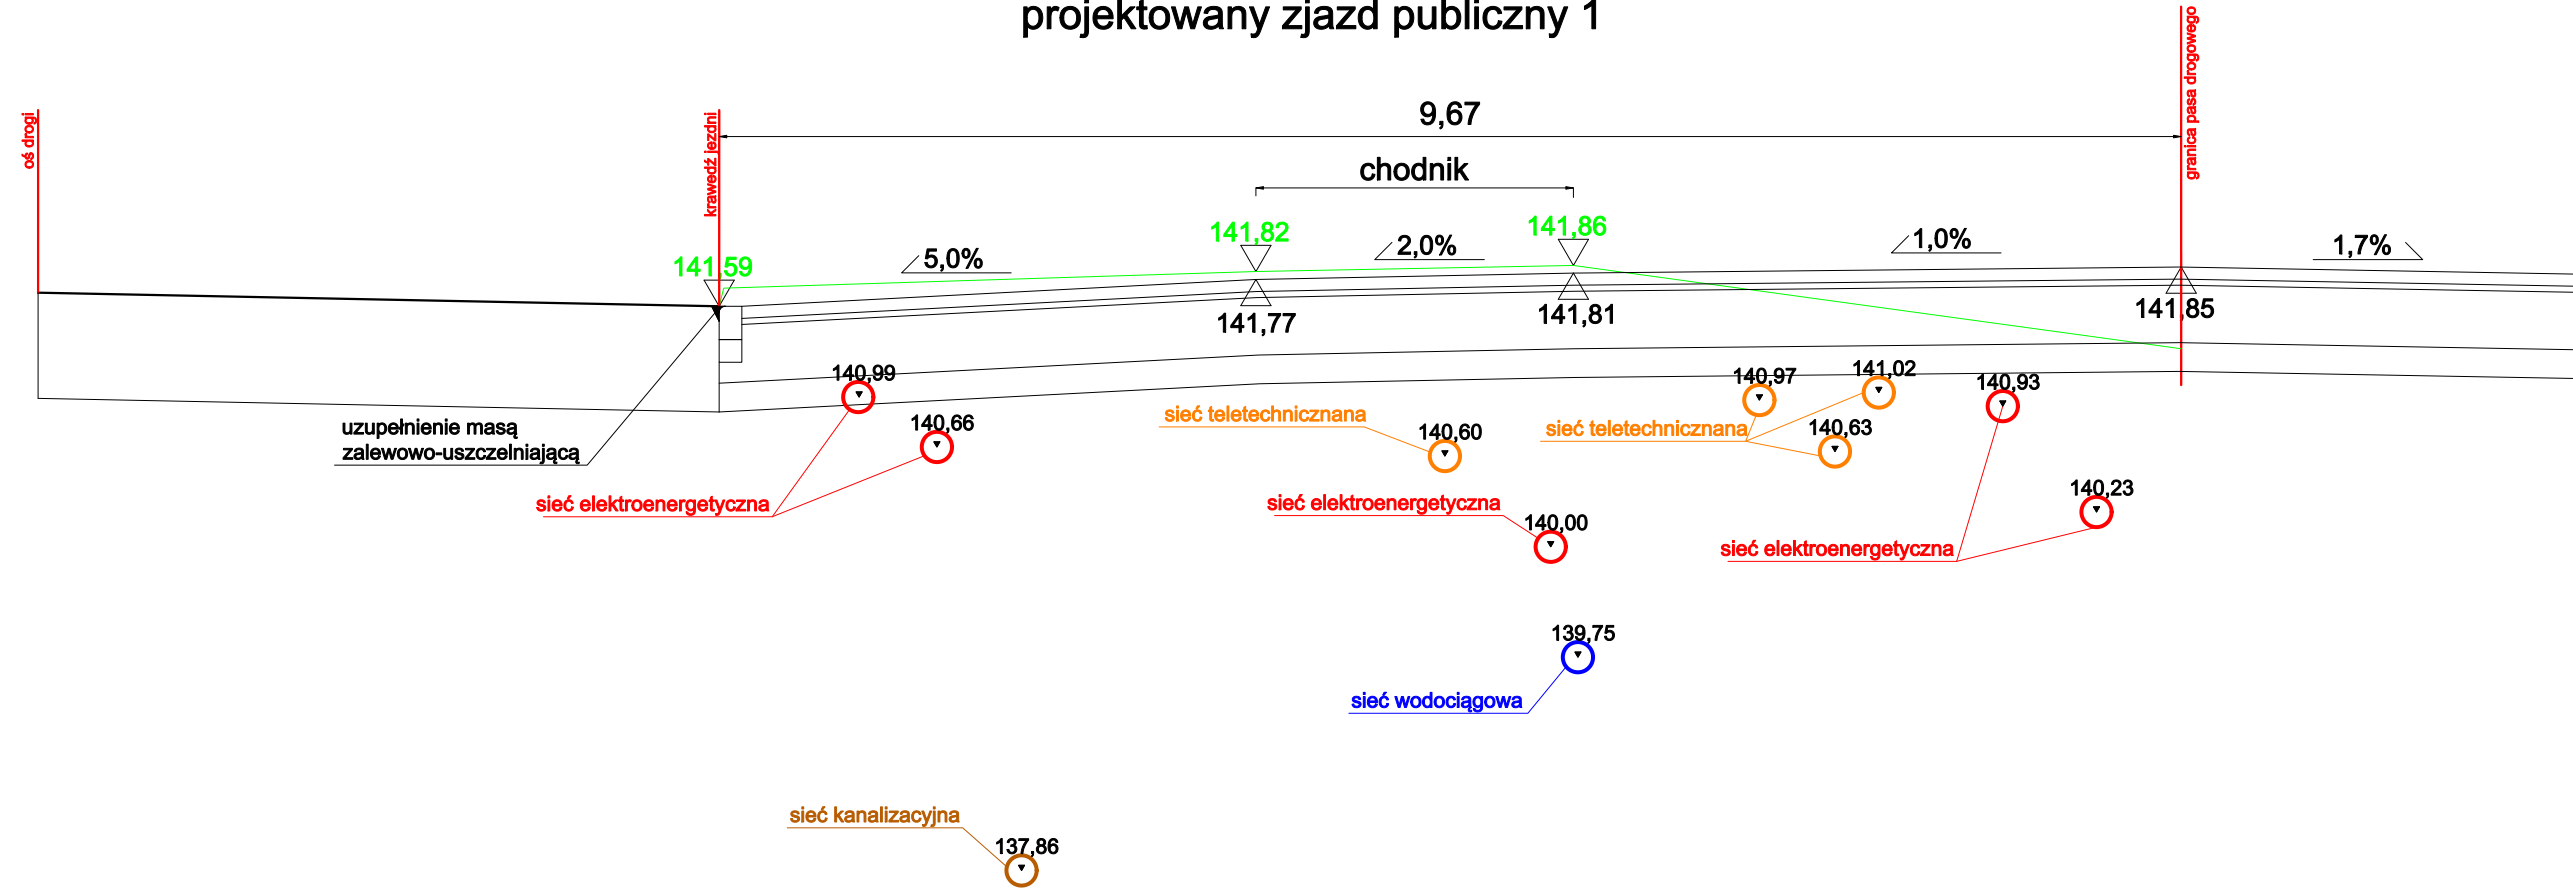 projektowany zjazd publiczny 1
oś drogi
krawedź jezdni
granica pasa drogowego
9,67
chodnik
141,59
5,0%
141,82
2,0%
141,86
1,0%
1,7%
141,77
141,81
141,85
uzupełnienie masą
zalewowo-uszczelniającą
140,99
140,66
sieć elektroenergetyczna
sieć teletechnicznana
140,60
sieć teletechnicznana
140,97
141,02
140,63
140,93
sieć elektroenergetyczna
140,00
sieć elektroenergetyczna
140,23
139,75
sieć wodociągowa
sieć kanalizacyjna
137,86